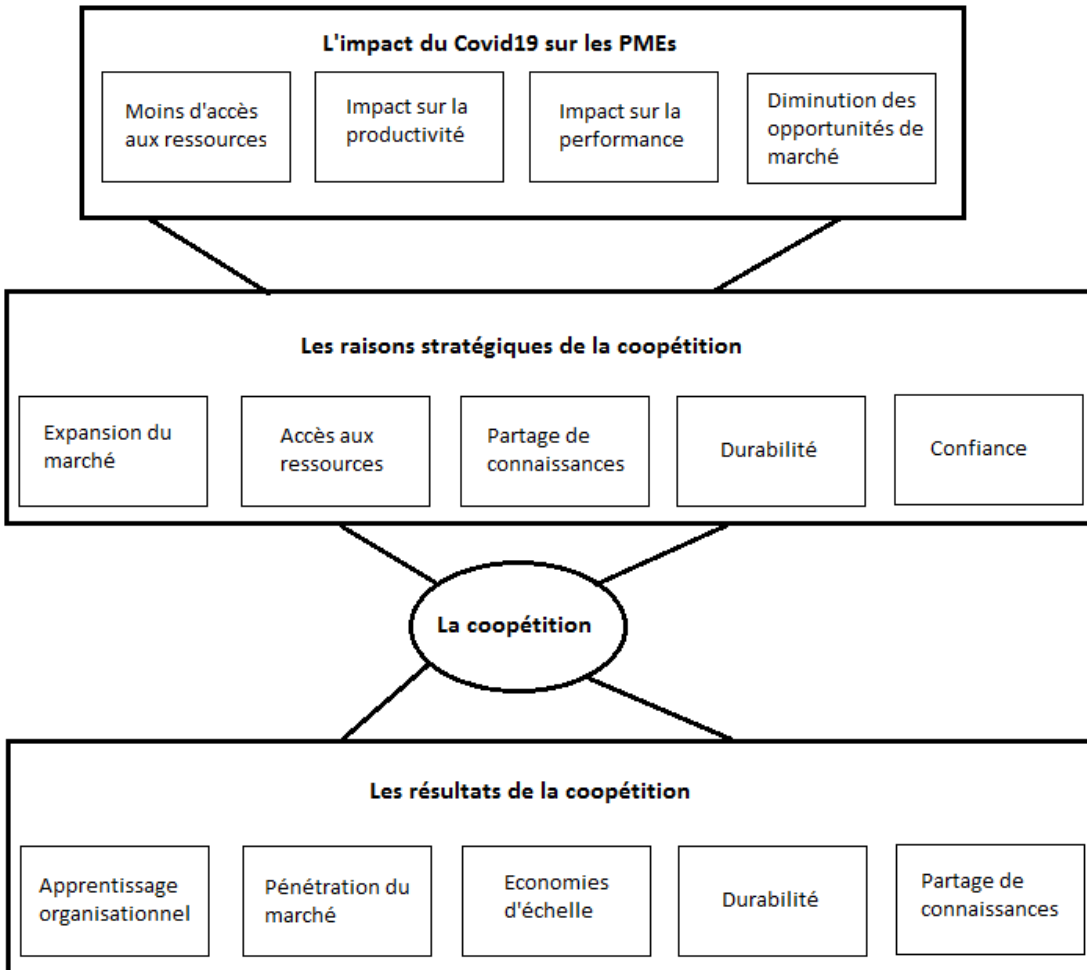 L'impact du Covid19 sur les PMEs
Moins d'accès
aux ressources
Impact sur la
productivité
Impact sur la
performance
Diminution des
opportunités de
marché
Les raisons stratégiques de la coopétition
Expansion du
marché
Accès aux
ressources
Partage de
connaissances
Durabilité
Confiance
La coopétition
Les résultats de la coopétition
Apprentissage
organisationnel
Pénétration du
marché
Economies
d'échelle
Durabilité
Partage de
connaissances